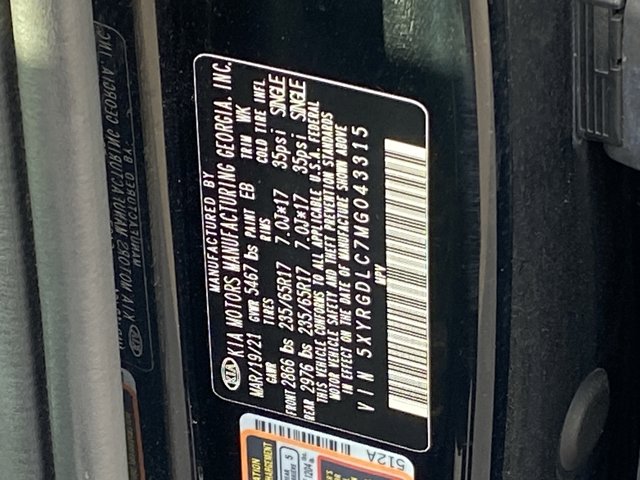 MANUFACTURED BY
KIA KIA MOTORS MANUFACTURING GEORGIA, INC.
MAR/19/21 GVWR 5467 lbs PAINT EB TRIM WK
GAWR TIRES RIMS COLD TIRE INFL.
FRONT 2866 lbs 235/65R17 7.0J*17 35psi SINGLE
REAR 2976 lbs 235/65R17 7.0J*17 35psi SINGLE
THIS VEHICLE CONFORMS TO ALL APPLICABLE U.S.A. FEDERAL
MOTOR VEHICLE SAFETY AND THEFT PREVENTION STANDARDS
IN EFFECT ON THE DATE OF MANUFACTURE SHOWN ABOVE
VIN 5XYRGDLC7MG043315
MPV
512A